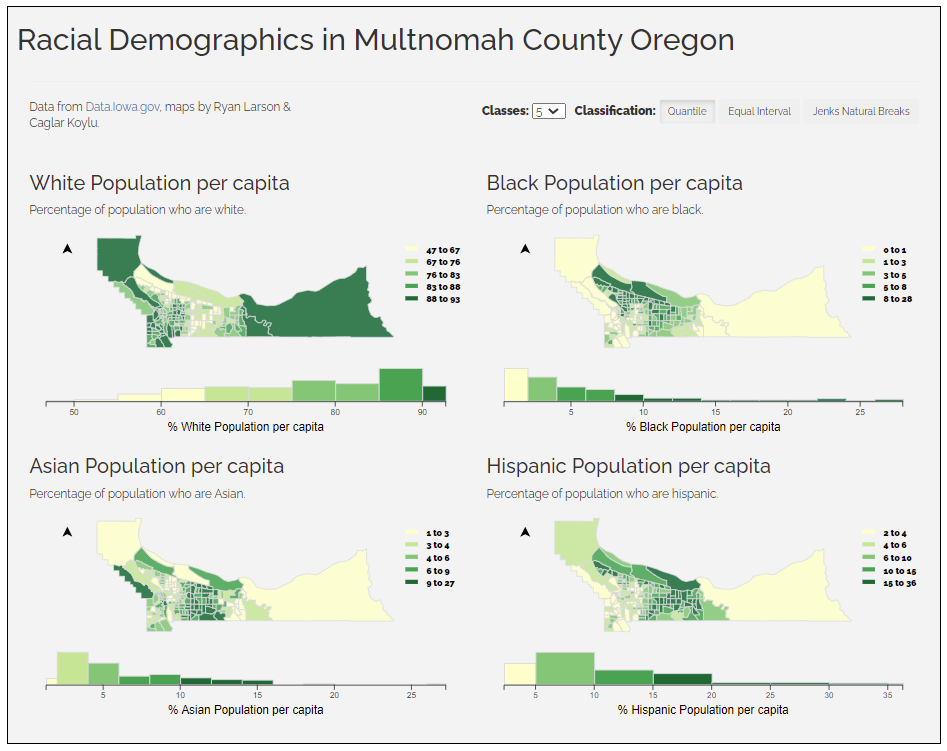 Racial Demographics in Multnomah County Oregon
Data from Data.Iowa.gov, maps by Ryan Larson &
Caglar Koylu.
Classes: 5 Classification: Quantile Equal Interval Jenks Natural Breaks
White Population per capita
Percentage of population who are white.
47 to 67
67 to 76
76 to 83
83 to 88
88 to 93
50 60 70 80 90
% White Population per capita
Black Population per capita
Percentage of population who are black.
0 to 1
1 to 3
3 to 5
5 to 8
8 to 28
5 10 15 20 25
% Black Population per capita
Asian Population per capita
Percentage of population who are Asian.
1 to 3
3 to 4
4 to 6
6 to 9
9 to 27
5 10 15 20 25
% Asian Population per capita
Hispanic Population per capita
Percentage of population who are hispanic.
2 to 4
4 to 6
6 to 10
10 to 15
15 to 36
5 10 15 20 25 30 35
% Hispanic Population per capita